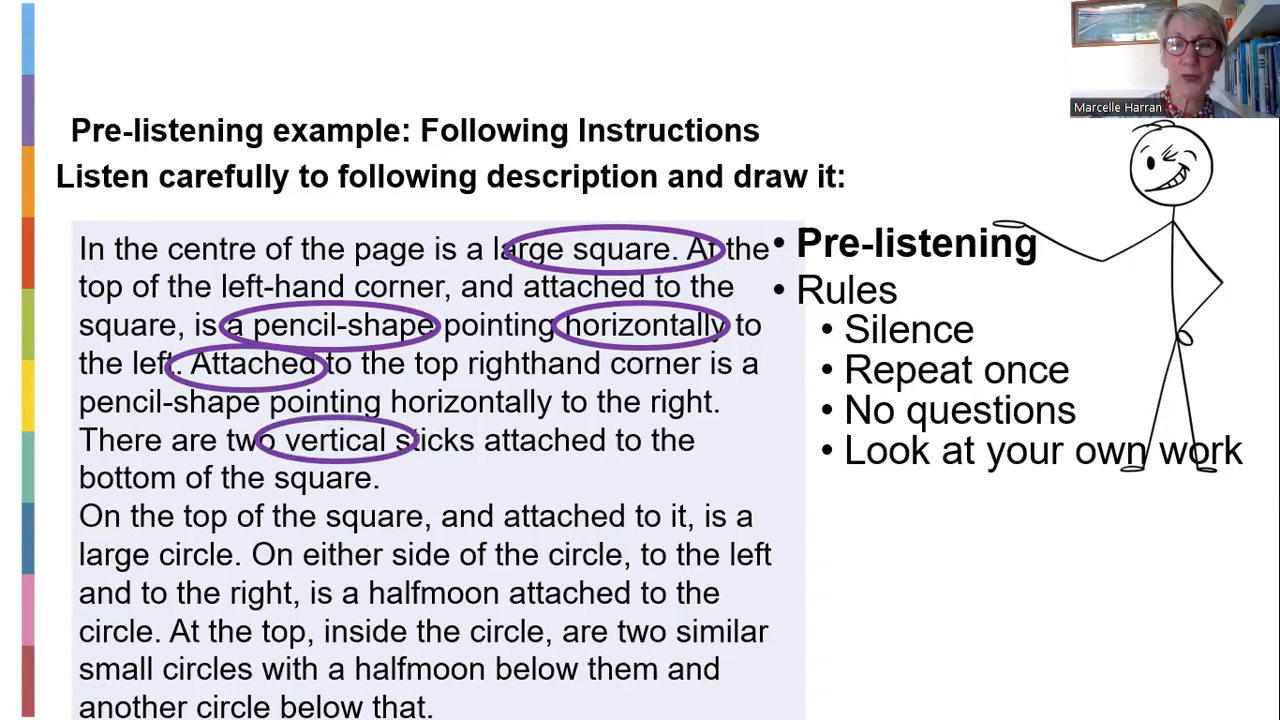 Marcelle Harran
Pre-listening example: Following Instructions
Listen carefully to following description and draw it:
In the centre of the page is a large square. At the
top of the left-hand corner, and attached to the
square, is a pencil-shape pointing horizontally to
the left. Attached to the top righthand corner is a
pencil-shape pointing horizontally to the right.
There are two vertical sticks attached to the
bottom of the square.
On the top of the square, and attached to it, is a
large circle. On either side of the circle, to the left
and to the right, is a halfmoon attached to the
circle. At the top, inside the circle, are two similar
small circles with a halfmoon below them and
another circle below that.
• Pre-listening
• Rules
• Silence
• Repeat once
• No questions
• Look at your own work